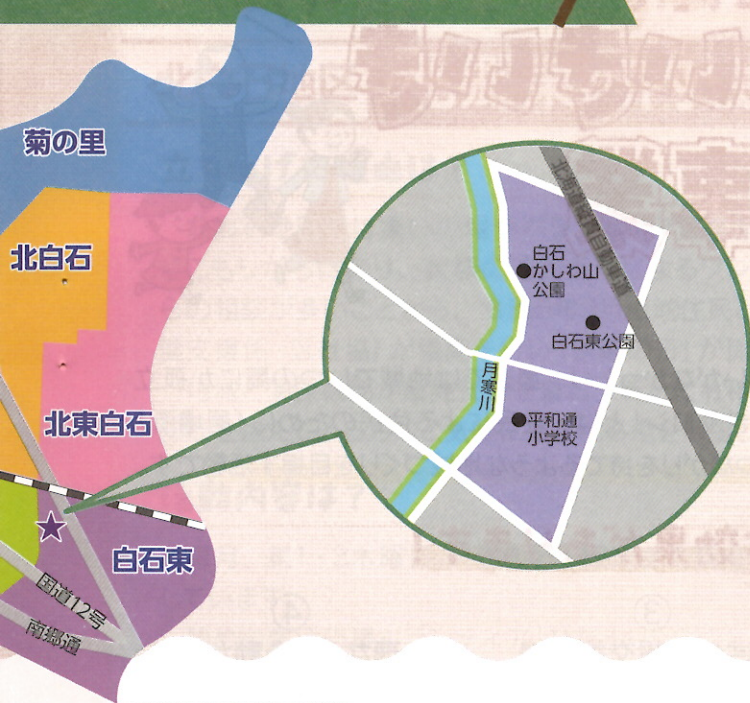 菊の里
北白石
北東白石
白石東
国道12号
南郷通
白石
かしわ山
公園
白石東公園
月寒川
平和通
小学校